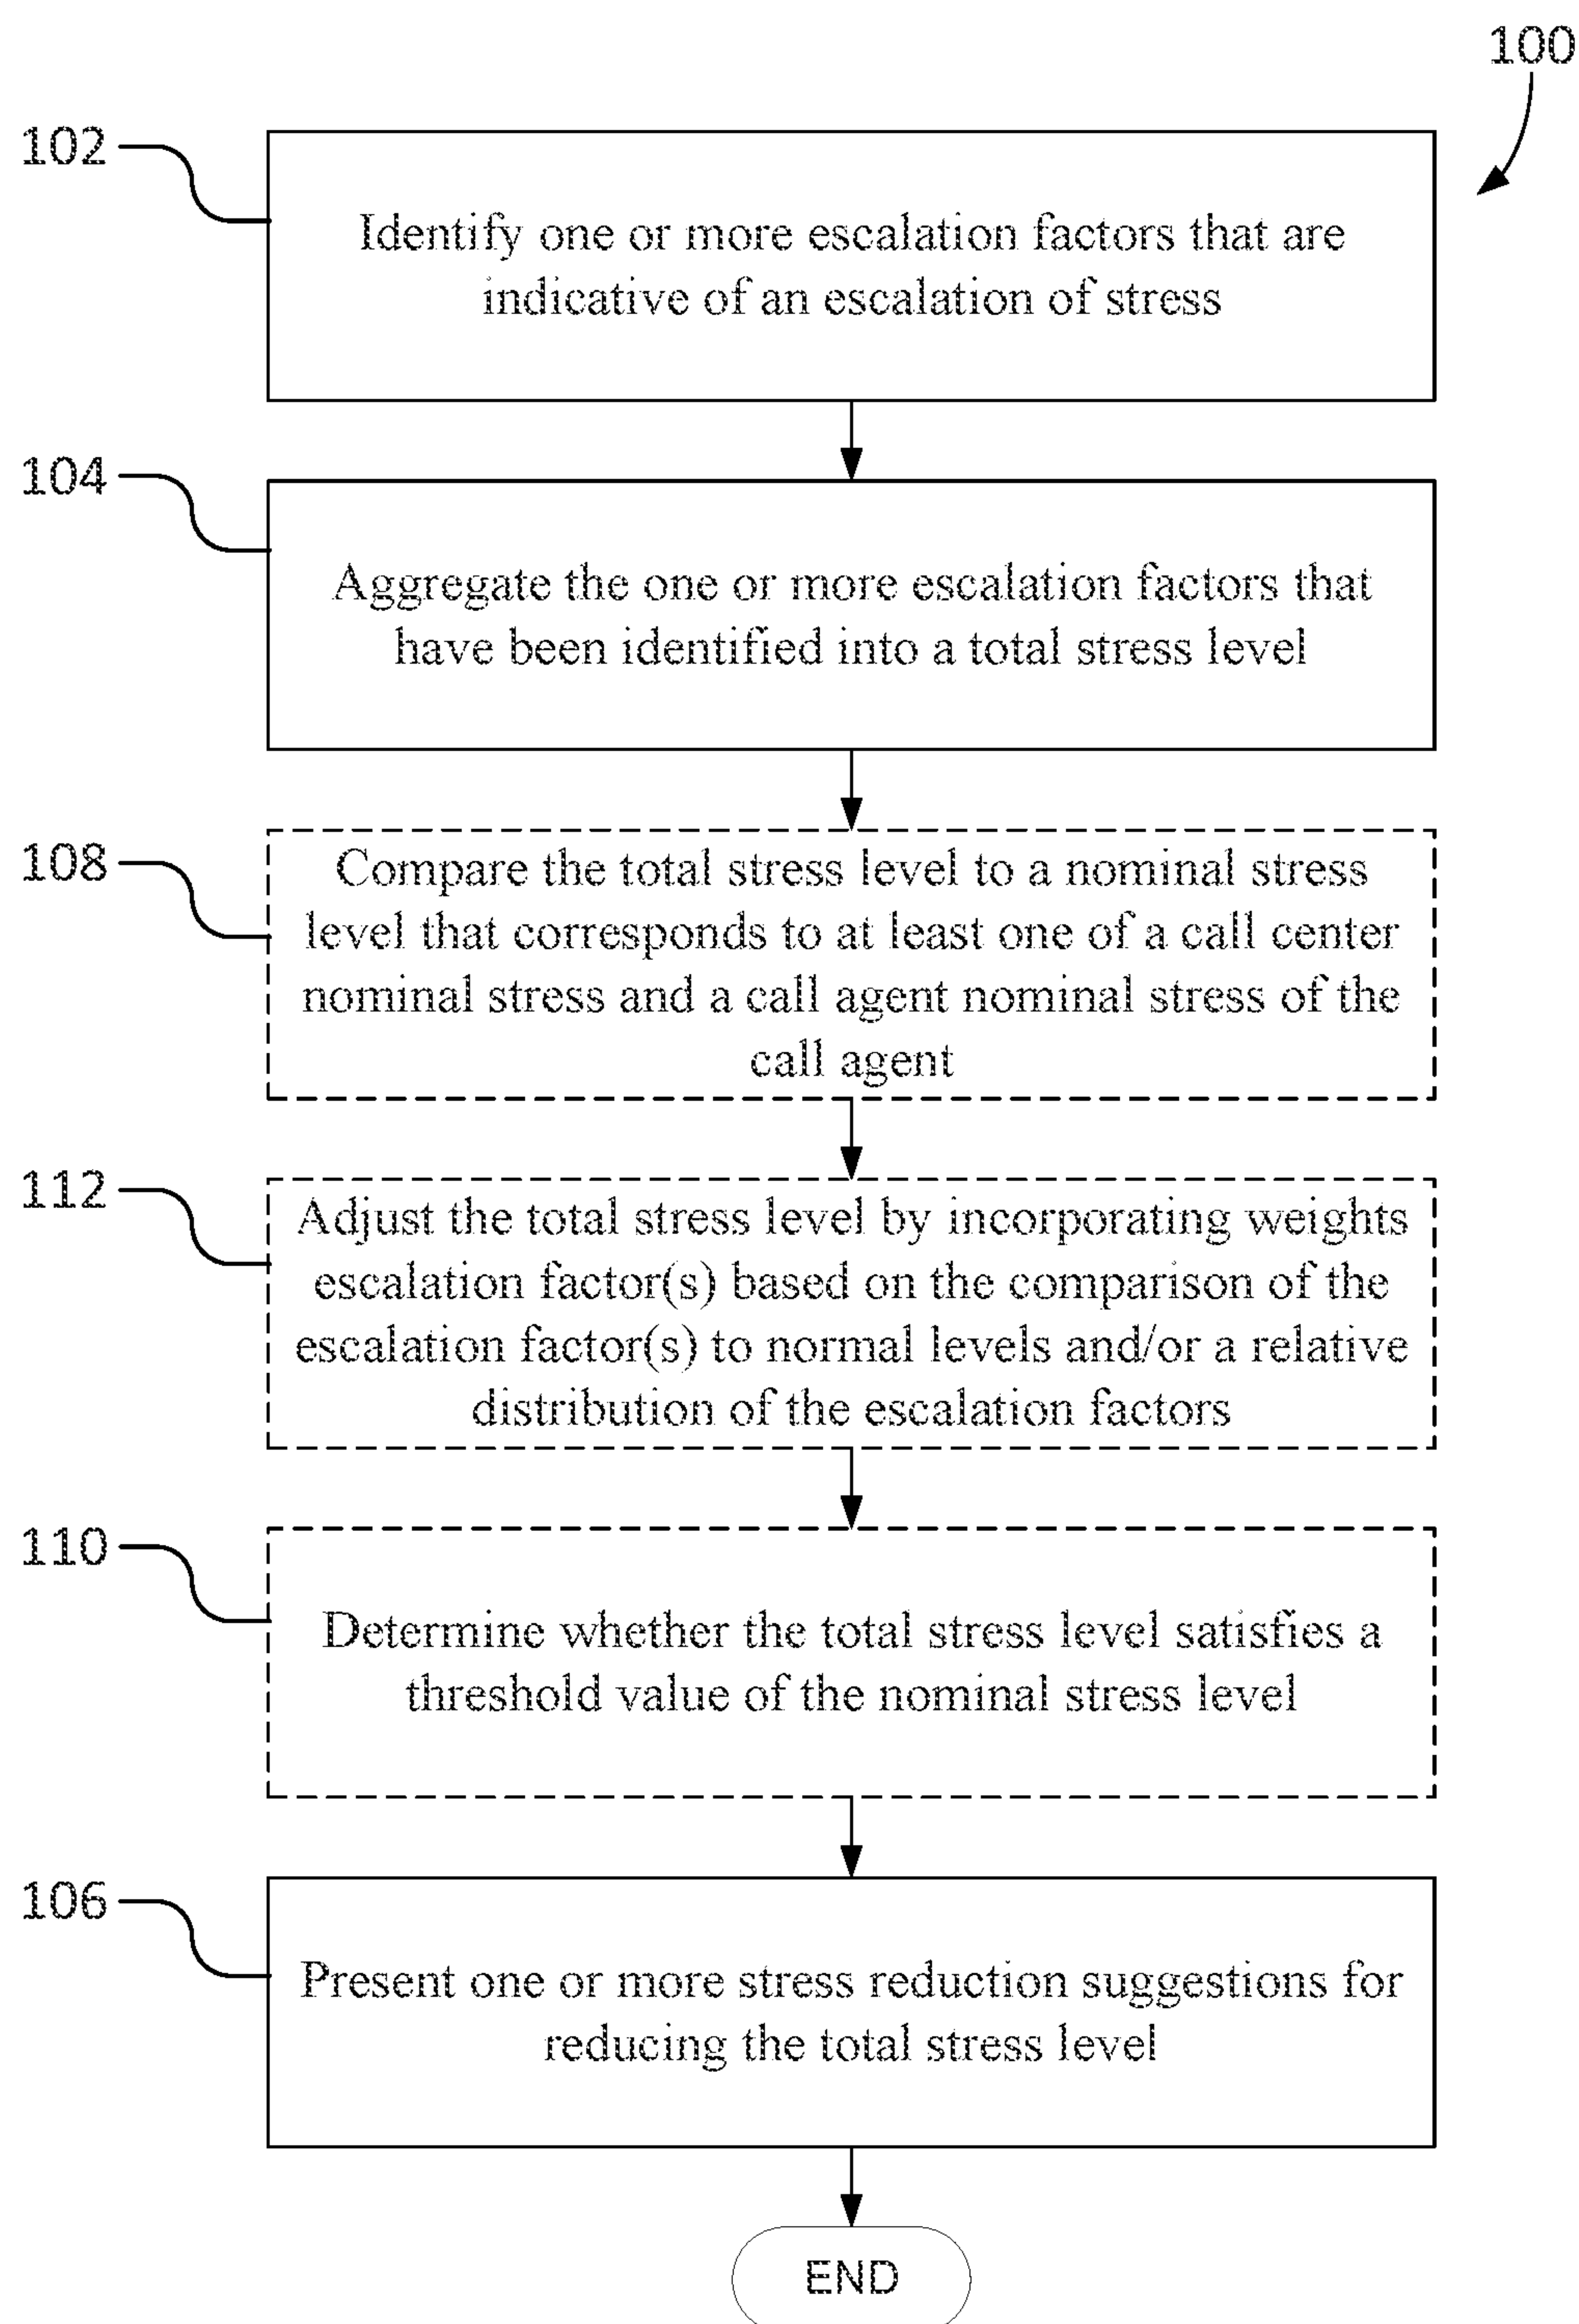 100
102
Identify one or more escalation factors that are
indicative of an escalation of stress
104
Aggregate the one or more escalation factors that
have been identified into a total stress level
108
Compare the total stress level to a nominal stress
level that corresponds to at least one of a call center
nominal stress and a call agent nominal stress of the
call agent
112
Adjust the total stress level by incorporating weights
escalation factor(s) based on the comparison of the
escalation factor(s) to normal levels and/or a relative
distribution of the escalation factors
110
Determine whether the total stress level satisfies a
threshold value of the nominal stress level
106
Present one or more stress reduction suggestions for
reducing the total stress level
END